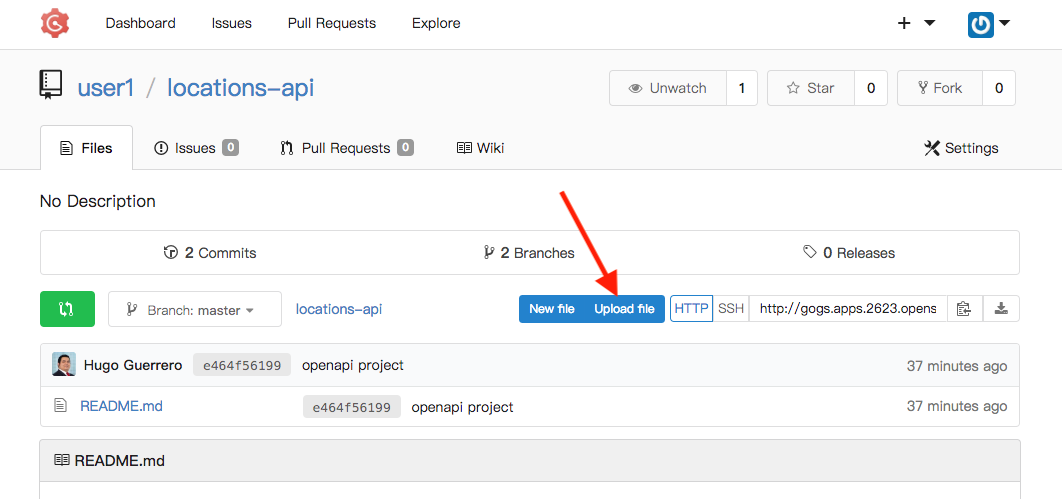 Dashboard Issues Pull Requests Explore
user1 / locations-api
Unwatch 1 Star 0 Fork 0
Files Issues 0 Pull Requests 0 Wiki Settings
No Description
2 Commits 2 Branches 0 Releases
Branch: master locations-api New file Upload file HTTP SSH http://gogs.apps.2623.opens
Hugo Guerrero e464f56199 openapi project 37 minutes ago
README.md e464f56199 openapi project 37 minutes ago
README.md